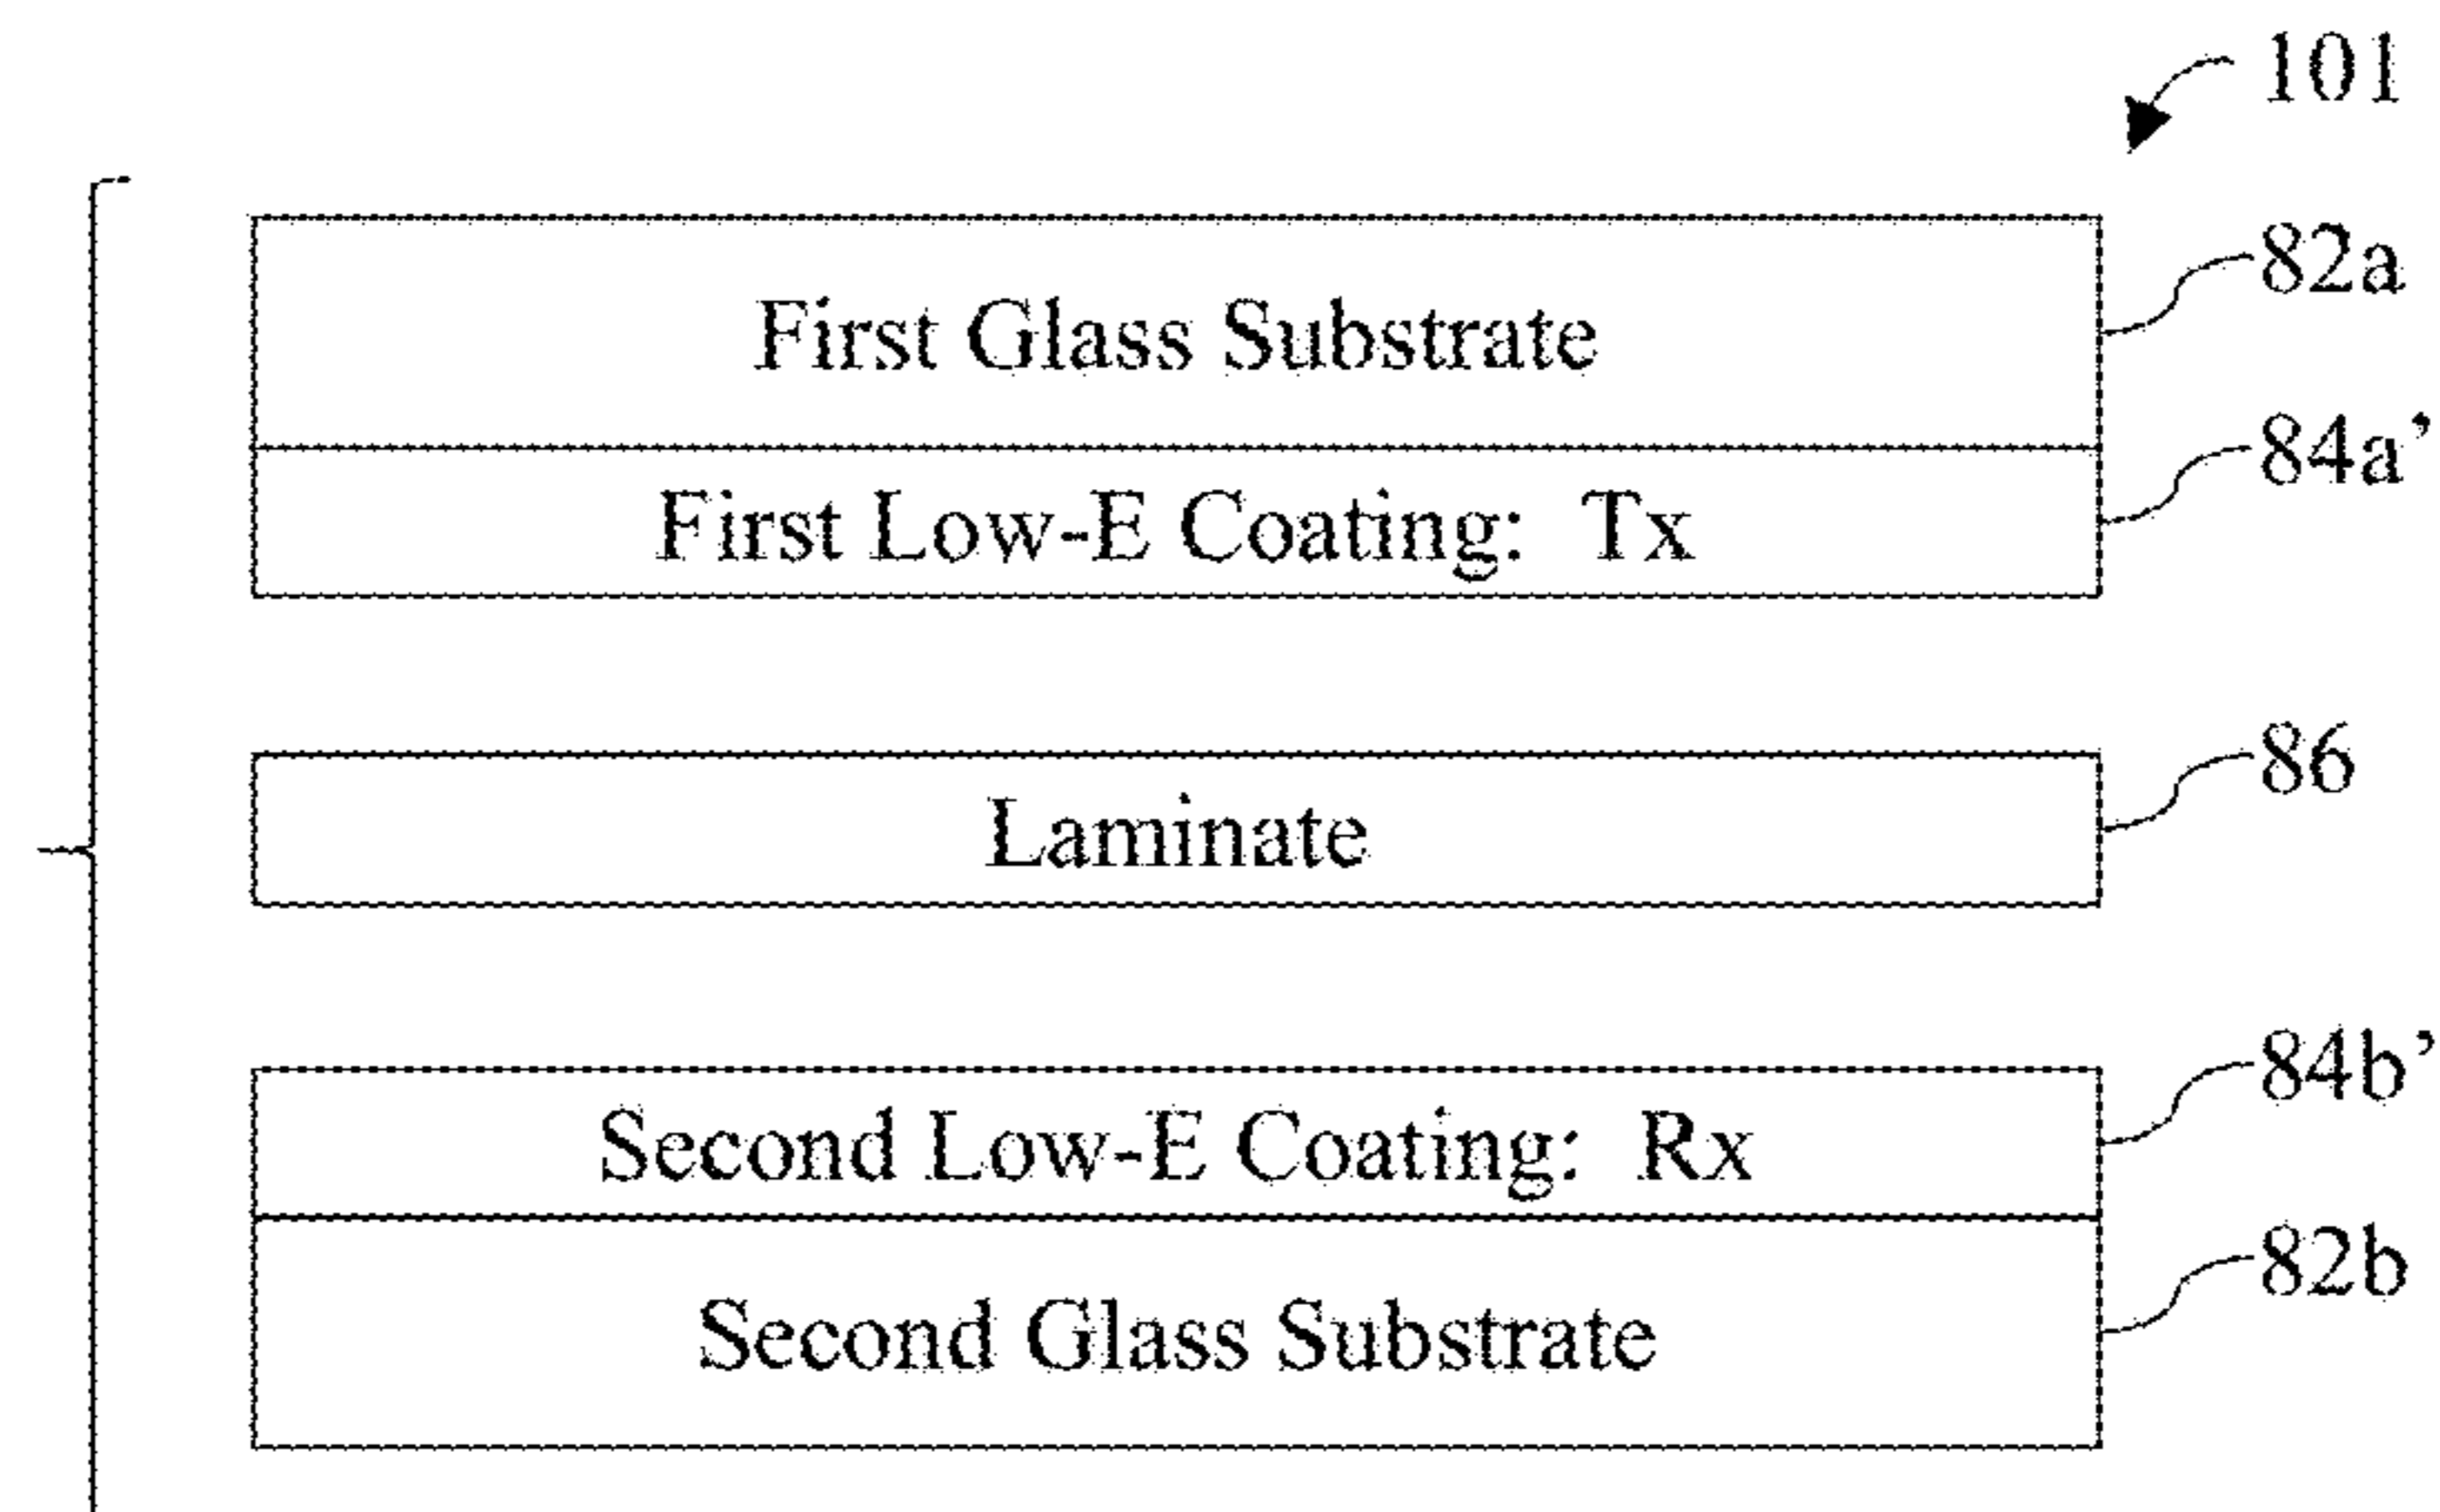 101
First Glass Substrate
82a
First Low-E Coating: Tx
84a’
Laminate
86
Second Low-E Coating: Rx
84b’
Second Glass Substrate
82b